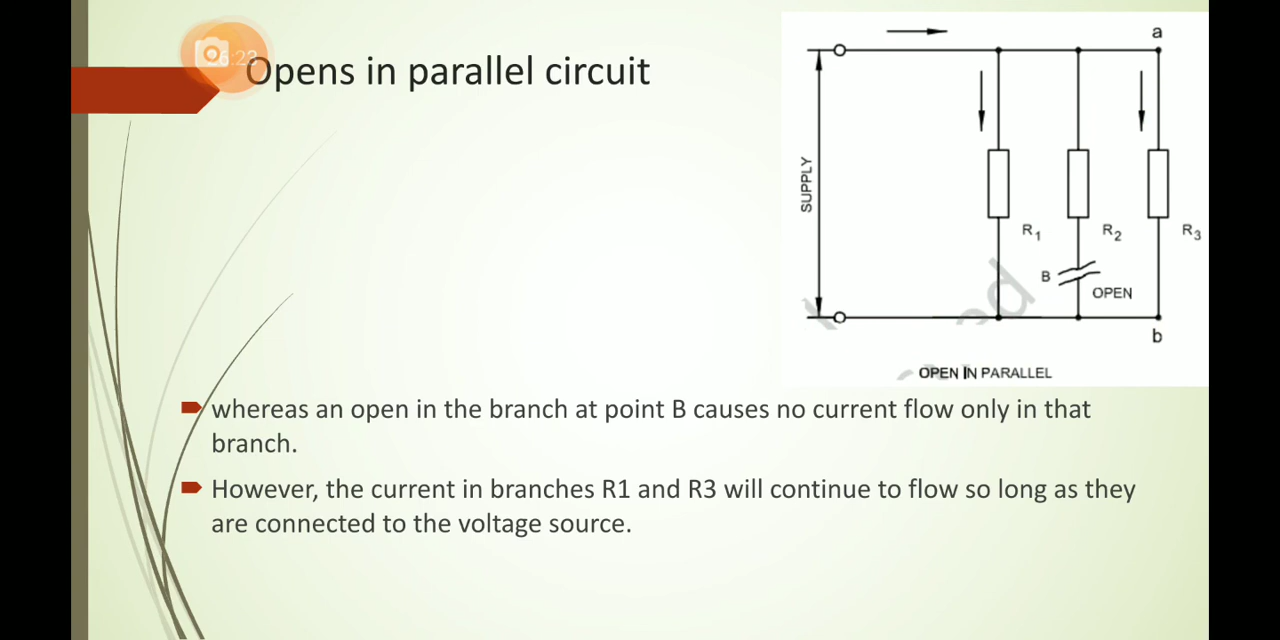 26:23
Opens in parallel circuit
a
SUPPLY
R1
R2
R3
B
OPEN
b
OPEN IN PARALLEL
whereas an open in the branch at point B causes no current flow only in that
branch.
However, the current in branches R1 and R3 will continue to flow so long as they
are connected to the voltage source.